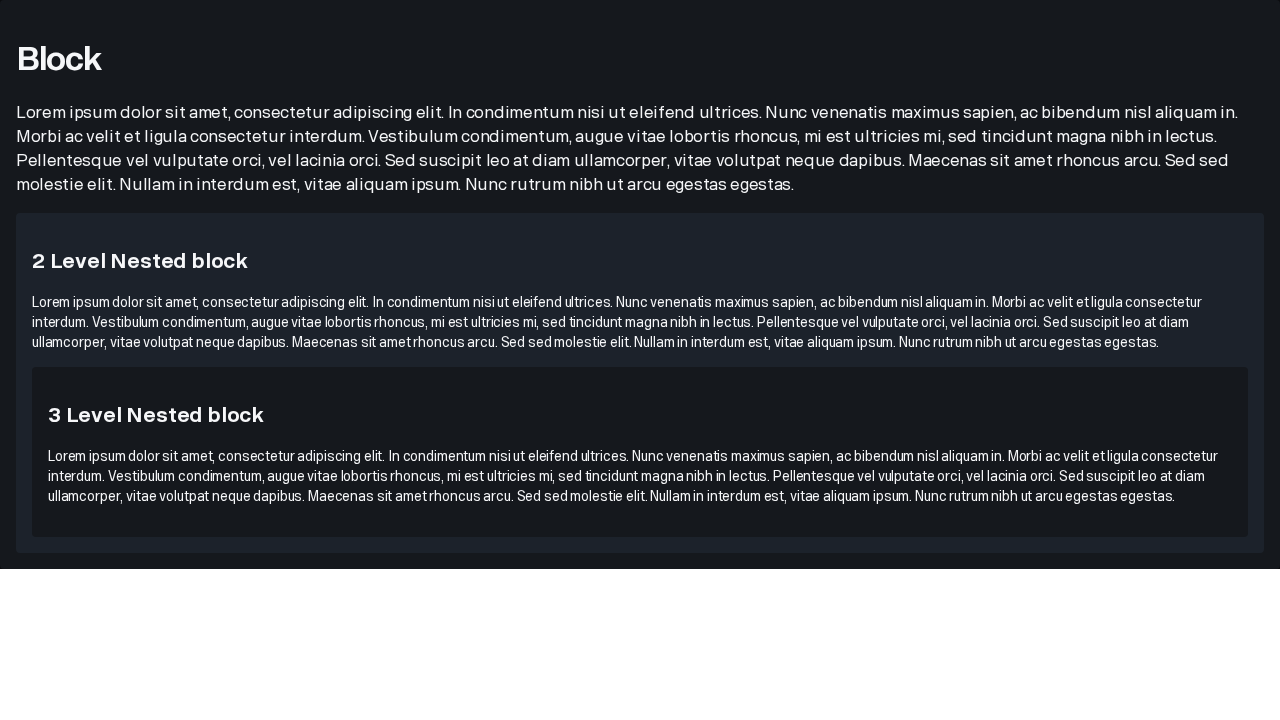 Block
Lorem ipsum dolor sit amet, consectetur adipiscing elit. In condimentum nisi ut eleifend ultrices. Nunc venenatis maximus sapien, ac bibendum nisl aliquam in.
Morbi ac velit et ligula consectetur interdum. Vestibulum condimentum, augue vitae lobortis rhoncus, mi est ultricies mi, sed tincidunt magna nibh in lectus.
Pellentesque vel vulputate orci, vel lacinia orci. Sed suscipit leo at diam ullamcorper, vitae volutpat neque dapibus. Maecenas sit amet rhoncus arcu. Sed sed
molestie elit. Nullam in interdum est, vitae aliquam ipsum. Nunc rutrum nibh ut arcu egestas egestas.
2 Level Nested block
Lorem ipsum dolor sit amet, consectetur adipiscing elit. In condimentum nisi ut eleifend ultrices. Nunc venenatis maximus sapien, ac bibendum nisl aliquam in. Morbi ac velit et ligula consectetur
interdum. Vestibulum condimentum, augue vitae lobortis rhoncus, mi est ultricies mi, sed tincidunt magna nibh in lectus. Pellentesque vel vulputate orci, vel lacinia orci. Sed suscipit leo at diam
ullamcorper, vitae volutpat neque dapibus. Maecenas sit amet rhoncus arcu. Sed sed molestie elit. Nullam in interdum est, vitae aliquam ipsum. Nunc rutrum nibh ut arcu egestas egestas.
3 Level Nested block
Lorem ipsum dolor sit amet, consectetur adipiscing elit. In condimentum nisi ut eleifend ultrices. Nunc venenatis maximus sapien, ac bibendum nisl aliquam in. Morbi ac velit et ligula consectetur
interdum. Vestibulum condimentum, augue vitae lobortis rhoncus, mi est ultricies mi, sed tincidunt magna nibh in lectus. Pellentesque vel vulputate orci, vel lacinia orci. Sed suscipit leo at diam
ullamcorper, vitae volutpat neque dapibus. Maecenas sit amet rhoncus arcu. Sed sed molestie elit. Nullam in interdum est, vitae aliquam ipsum. Nunc rutrum nibh ut arcu egestas egestas.